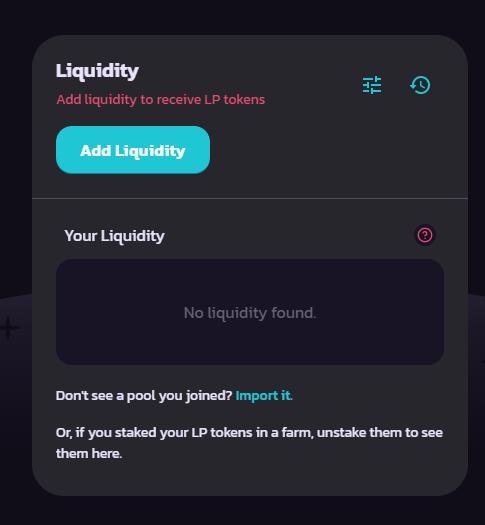 Liquidity
Add liquidity to receive LP tokens
Add Liquidity
Your Liquidity
?
No liquidity found.
Don't see a pool you joined? Import it.
Or, if you staked your LP tokens in a farm, unstake them to see
them here.